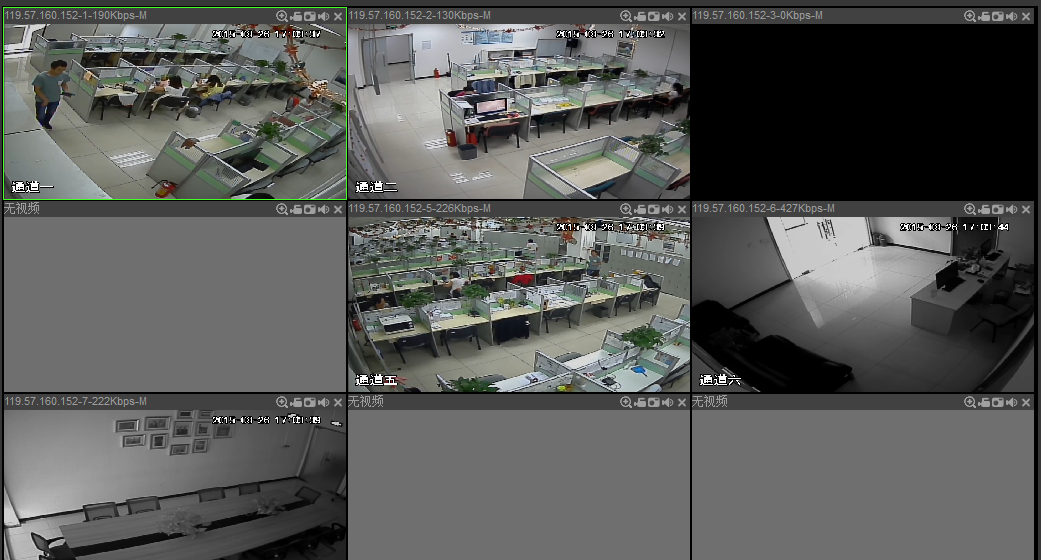 119.57.160.152-1-190Kbps-M
119.57.160.152-2-130Kbps-M
119.57.160.152-3-0Kbps-M
通道一
通道二
无视频
119.57.160.152-5-226Kbps-M
119.57.160.152-6-427Kbps-M
通道五
通道六
119.57.160.152-7-222Kbps-M
无视频
无视频